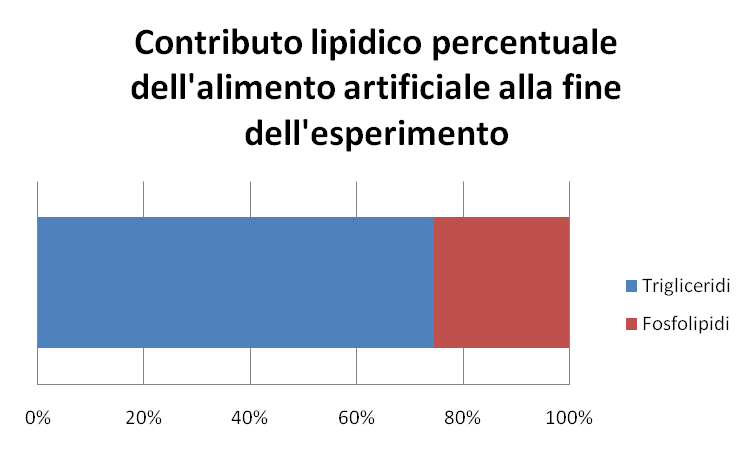 Contributo lipidico percentuale
dell'alimento artificiale alla fine
dell'esperimento
Trigliceridi
Fosfolipidi
0% 20% 40% 60% 80% 100%